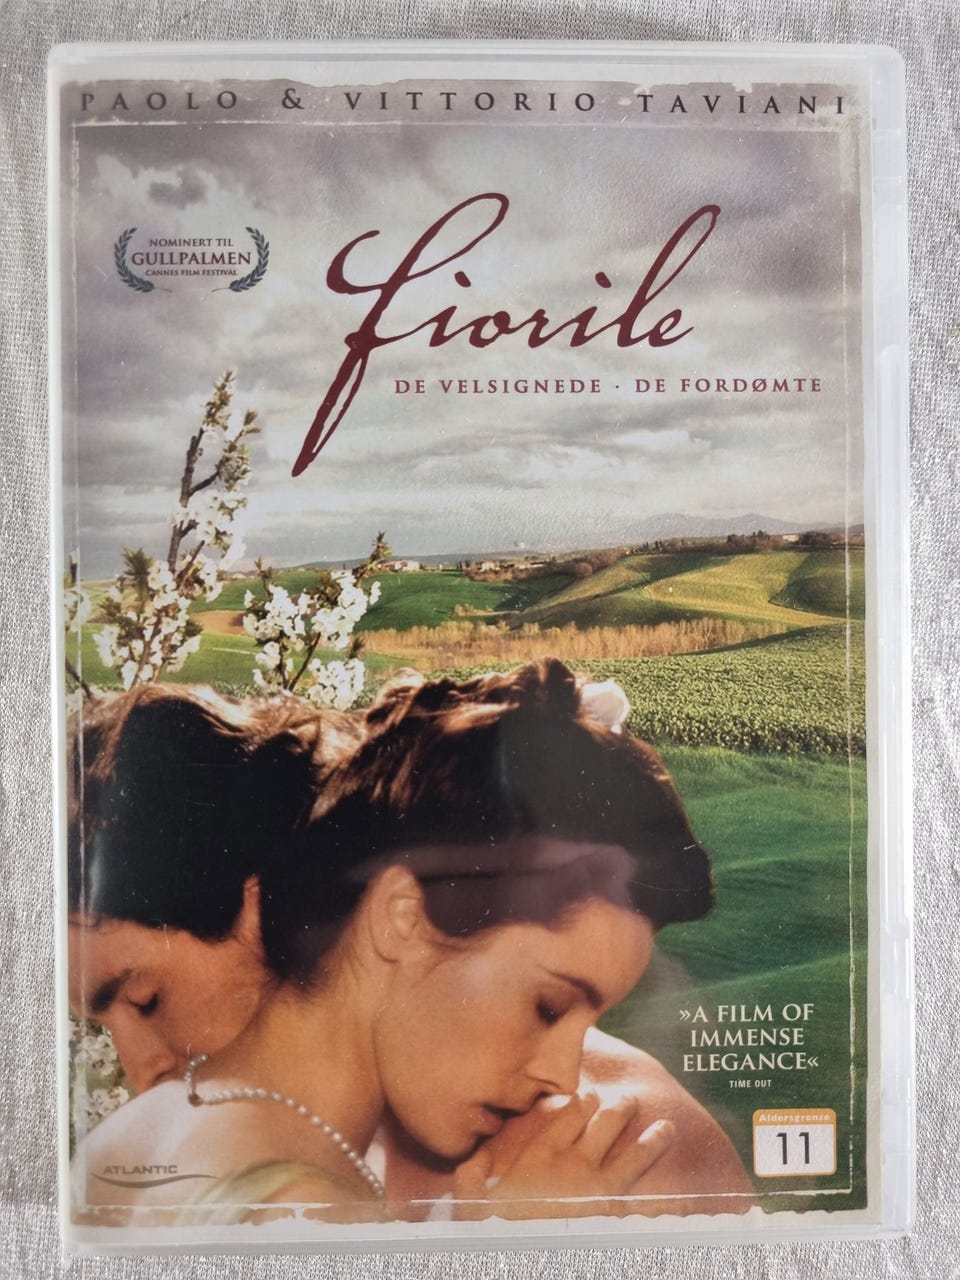 PAOLO & VITTORIO TAVIANI
NOMINERT TIL
GULLPALMEN
CANNES FILM FESTIVAL
fiorile
DE VELSIGNEDE · DE FORDØMTE
»A FILM OF
IMMENSE
ELEGANCE«
TIME OUT
Aldersgrense
11
ATLANTIC